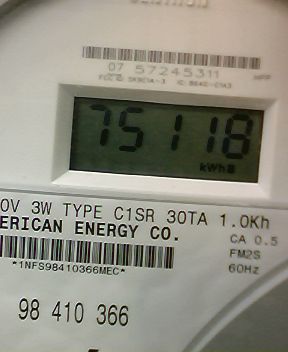 07 57245311
75118
kWh
0V 3W TYPE C1SR 30TA 1.0Kh
ERICAN ENERGY CO.
CA 0.5
FM2S
60Hz
*1NFS98410366MEC*
98 410 366